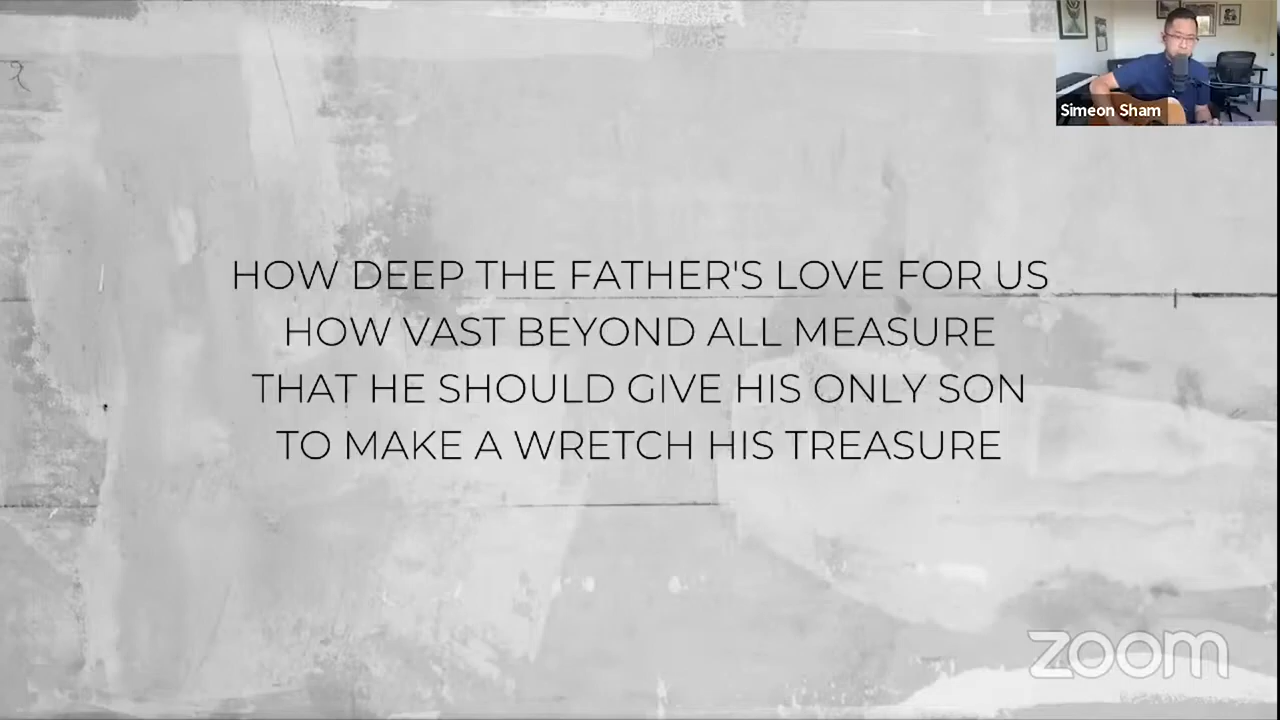 Simeon Sham
HOW DEEP THE FATHER'S LOVE FOR US
HOW VAST BEYOND ALL MEASURE
THAT HE SHOULD GIVE HIS ONLY SON
TO MAKE A WRETCH HIS TREASURE
zoom